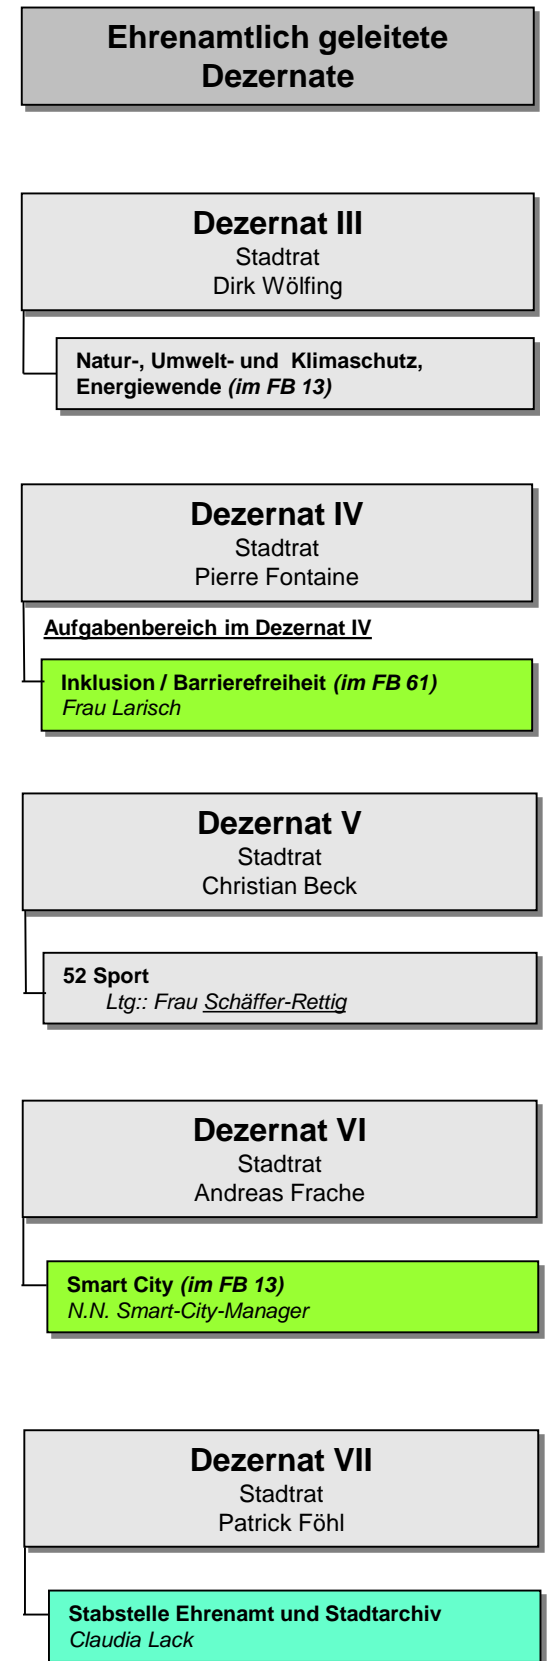 Ehrenamtlich geleitete
Dezernate
Dezernat III
Stadtrat
Dirk Wölfing
Natur-, Umwelt- und Klimaschutz,
Energiewende (im FB 13)
Dezernat IV
Stadtrat
Pierre Fontaine
Aufgabenbereich im Dezernat IV
Inklusion / Barrierefreiheit (im FB 61)
Frau Larisch
Dezernat V
Stadtrat
Christian Beck
52 Sport
Ltg:: Frau Schäffer-Rettig
Dezernat VI
Stadtrat
Andreas Frache
Smart City (im FB 13)
N.N. Smart-City-Manager
Dezernat VII
Stadtrat
Patrick Föhl
Stabstelle Ehrenamt und Stadtarchiv
Claudia Lack